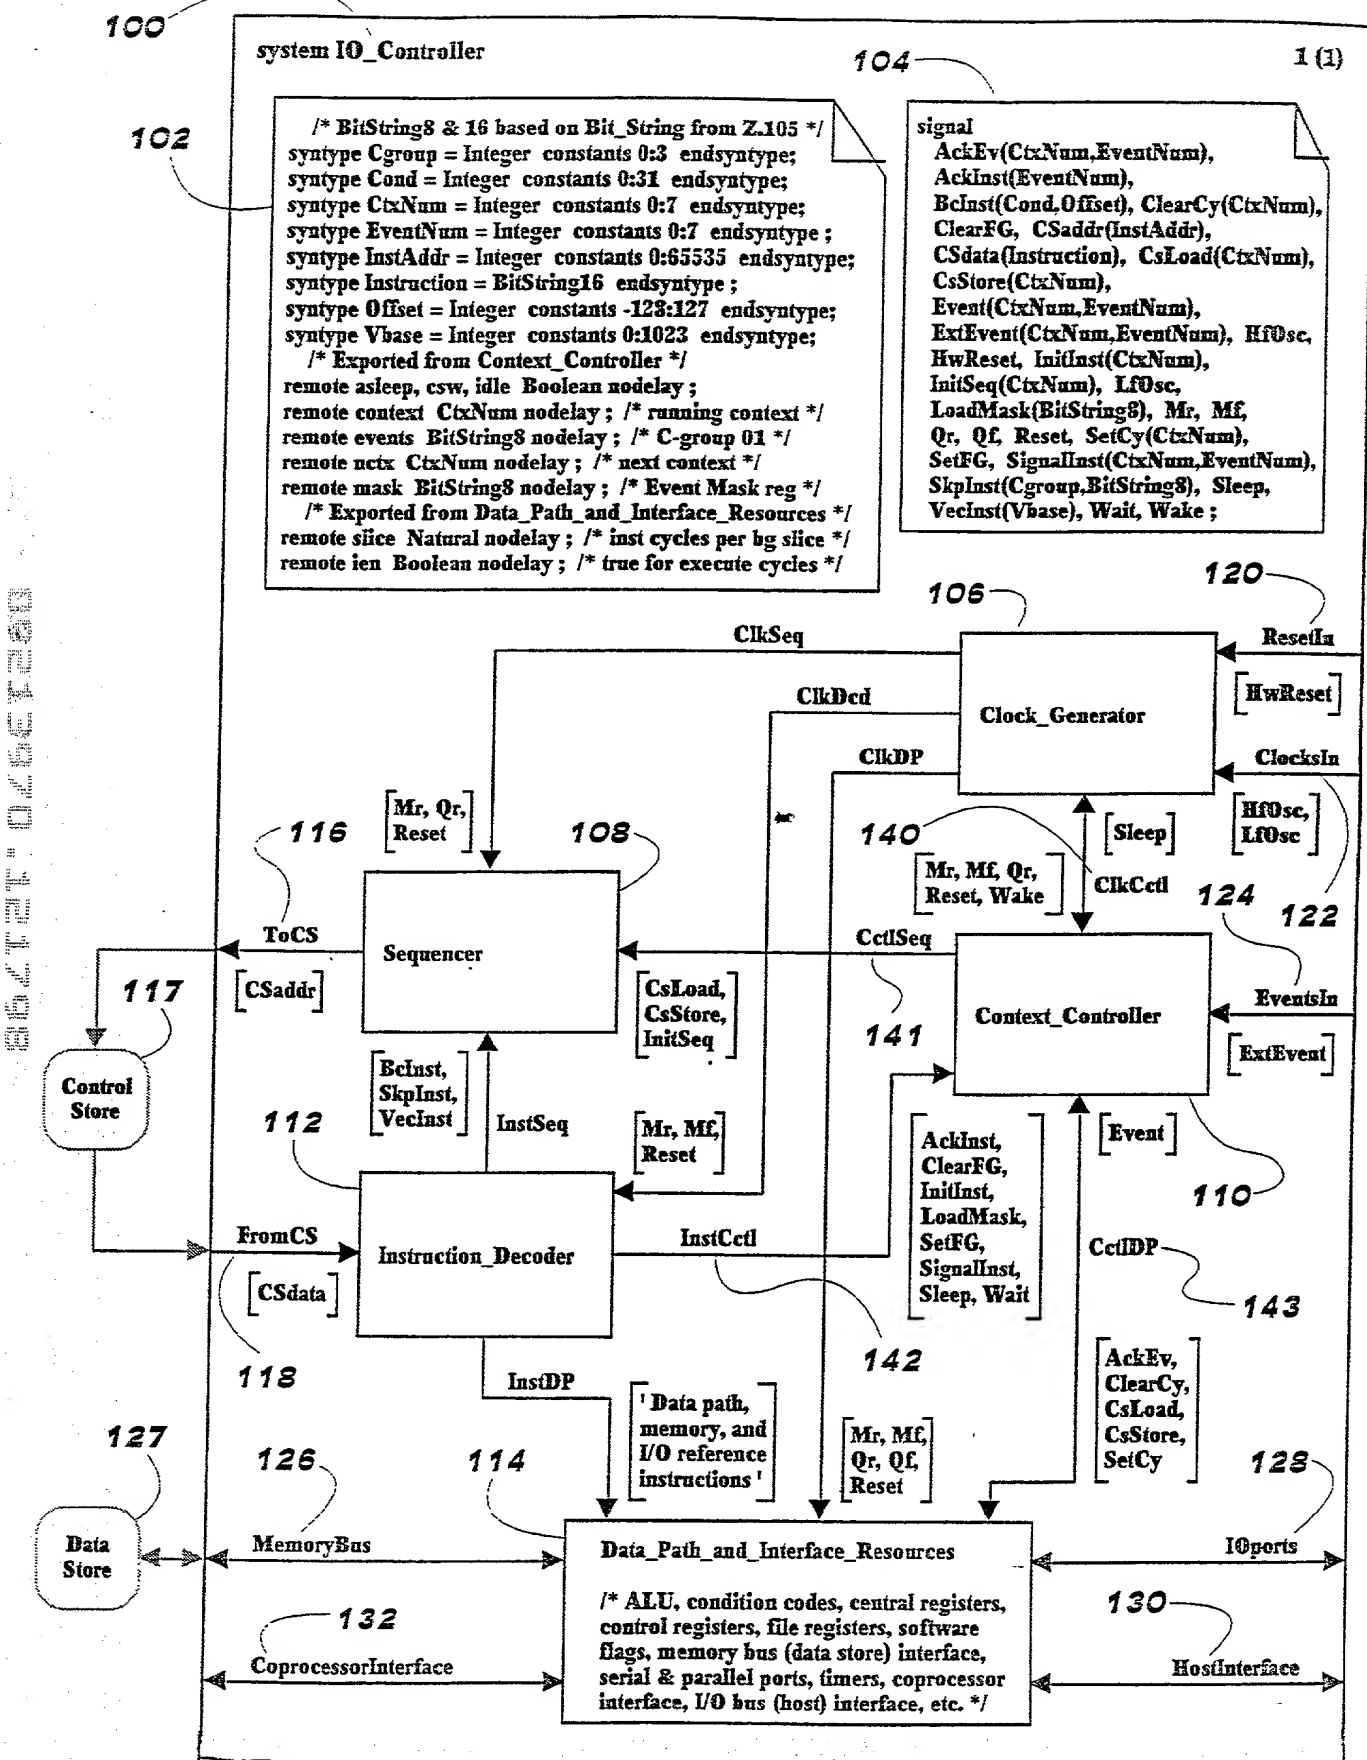 100
system IO_Controller
1 (1)
102
/* BitString8 & 16 based on Bit_String from Z.105 */
syntype Cgroup = Integer constants 0:3 endsyntype;
syntype Cond = Integer constants 0:31 endsyntype;
syntype CtxNum = Integer constants 0:7 endsyntype;
syntype EventNum = Integer constants 0:7 endsyntype ;
syntype InstAddr = Integer constants 0:65535 endsyntype;
syntype Instruction = BitString16 endsyntype ;
syntype Offset = Integer constants -128:127 endsyntype;
syntype Vbase = Integer constants 0:1023 endsyntype;
/* Exported from Context_Controller */
remote asleep, csw, idle Boolean nodelay ;
remote context CtxNum nodelay ; /* running context */
remote events BitString8 nodelay ; /* C-group 01 */
remote nctx CtxNum nodelay ; /* next context */
remote mask BitString8 nodelay ; /* Event Mask reg */
/* Exported from Data_Path_and_Interface_Resources */
remote slice Natural nodelay ; /* inst cycles per bg slice */
remote ien Boolean nodelay ; /* true for execute cycles */
104
signal
AckEv(CtxNum,EventNum),
AckInst(EventNum),
BcInst(Cond,Offset), ClearCy(CtxNum),
ClearFG, CSaddr(InstAddr),
CSdata(Instruction), CsLoad(CtxNum),
CsStore(CtxNum),
Event(CtxNum,EventNum),
ExtEvent(CtxNum,EventNum), HfOsc,
HwReset, InitInst(CtxNum),
InitSeq(CtxNum), LfOsc,
LoadMask(BitString8), Mr, Mf,
Qr, Qf, Reset, SetCy(CtxNum),
SetFG, SignalInst(CtxNum,EventNum),
SkpInst(Cgroup,BitString8), Sleep,
VecInst(Vbase), Wait, Wake ;
106
120
ClkSeq
ResetIn
[HwReset]
ClkDcd
Clock_Generator
ClkDP
ClocksIn
[HfOsc,
LfOsc]
122
[Mr, Qr,
Reset]
116
108
140
[Sleep]
[Mr, Mf, Qr,
Reset, Wake]
ClkCctl
124
ToCS
[CSaddr]
Sequencer
CctlSeq
141
[CsLoad,
CsStore,
InitSeq]
Context_Controller
EventsIn
[ExtEvent]
117
Control
Store
[BcInst,
SkpInst,
VecInst]
InstSeq
112
[Mr, Mf,
Reset]
[AckInst,
ClearFG,
InitInst,
LoadMask,
SetFG,
SignalInst,
Sleep, Wait]
[Event]
110
FromCS
[CSdata]
118
Instruction_Decoder
InstCctl
142
CctlDP
143
InstDP
[' Data path,
memory, and
I/O reference
instructions ']
[Mr, Mf,
Qr, Qf,
Reset]
[AckEv,
ClearCy,
CsLoad,
CsStore,
SetCy]
127
126
114
128
Data
Store
MemoryBus
Data_Path_and_Interface_Resources
IOports
/* ALU, condition codes, central registers,
control registers, file registers, software
flags, memory bus (data store) interface,
serial & parallel ports, timers, coprocessor
interface, I/O bus (host) interface, etc. */
132
CoprocessorInterface
130
HostInterface